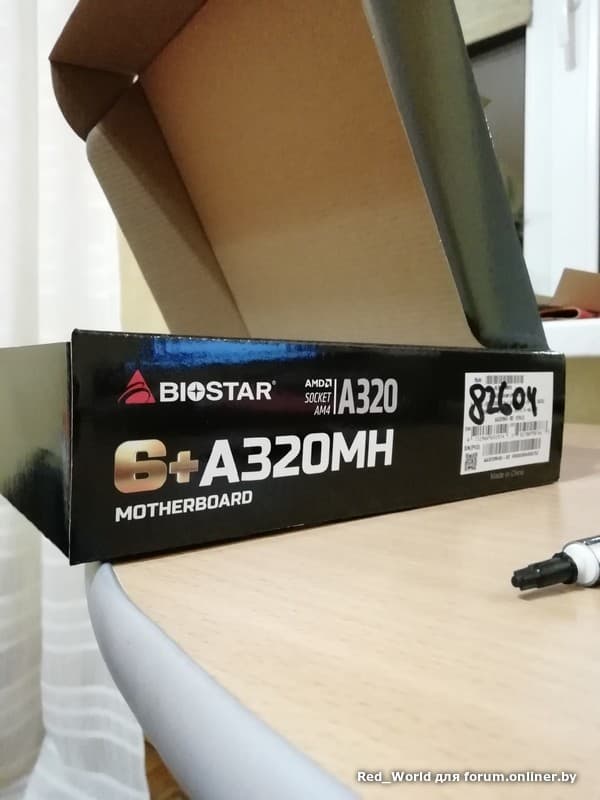 BIOSTAR
AMD
SOCKET
AM4
A320
6+A320MH
MOTHERBOARD
82604
Made in China
Red_World для forum.onliner.by